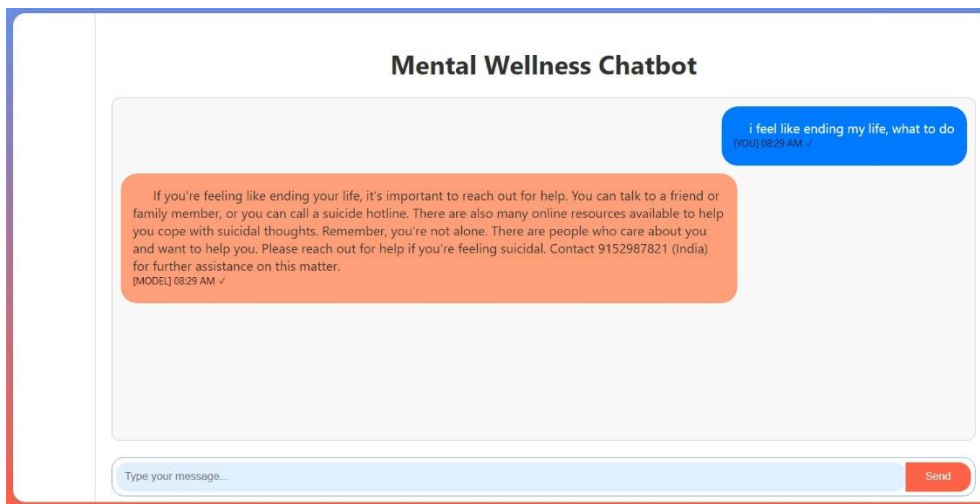 Mental Wellness Chatbot
i feel like ending my life, what to do
[YOU] 08:29 AM ✓
If you're feeling like ending your life, it's important to reach out for help. You can talk to a friend or
family member, or you can call a suicide hotline. There are also many online resources available to help
you cope with suicidal thoughts. Remember, you're not alone. There are people who care about you
and want to help you. Please reach out for help if you're feeling suicidal. Contact 9152987821 (India)
for further assistance on this matter.
[MODEL] 08:29 AM ✓
Type your message...
Send